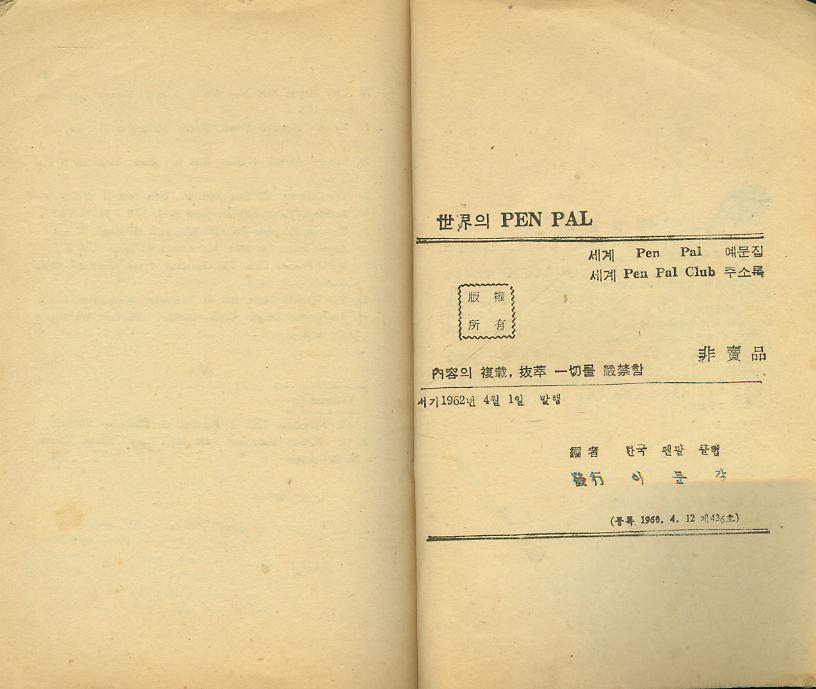 世界의 PEN PAL
세계 Pen Pal 예문집
세계 Pen Pal Club 주소록
版權
所有
非賣品
內容의 複載, 抜萃 一切를 嚴禁함
서기1962년 4월 1일 발행
編者 한국 펜팔 클럽
發行 이문각
(등록 1960. 4. 12 제436호)